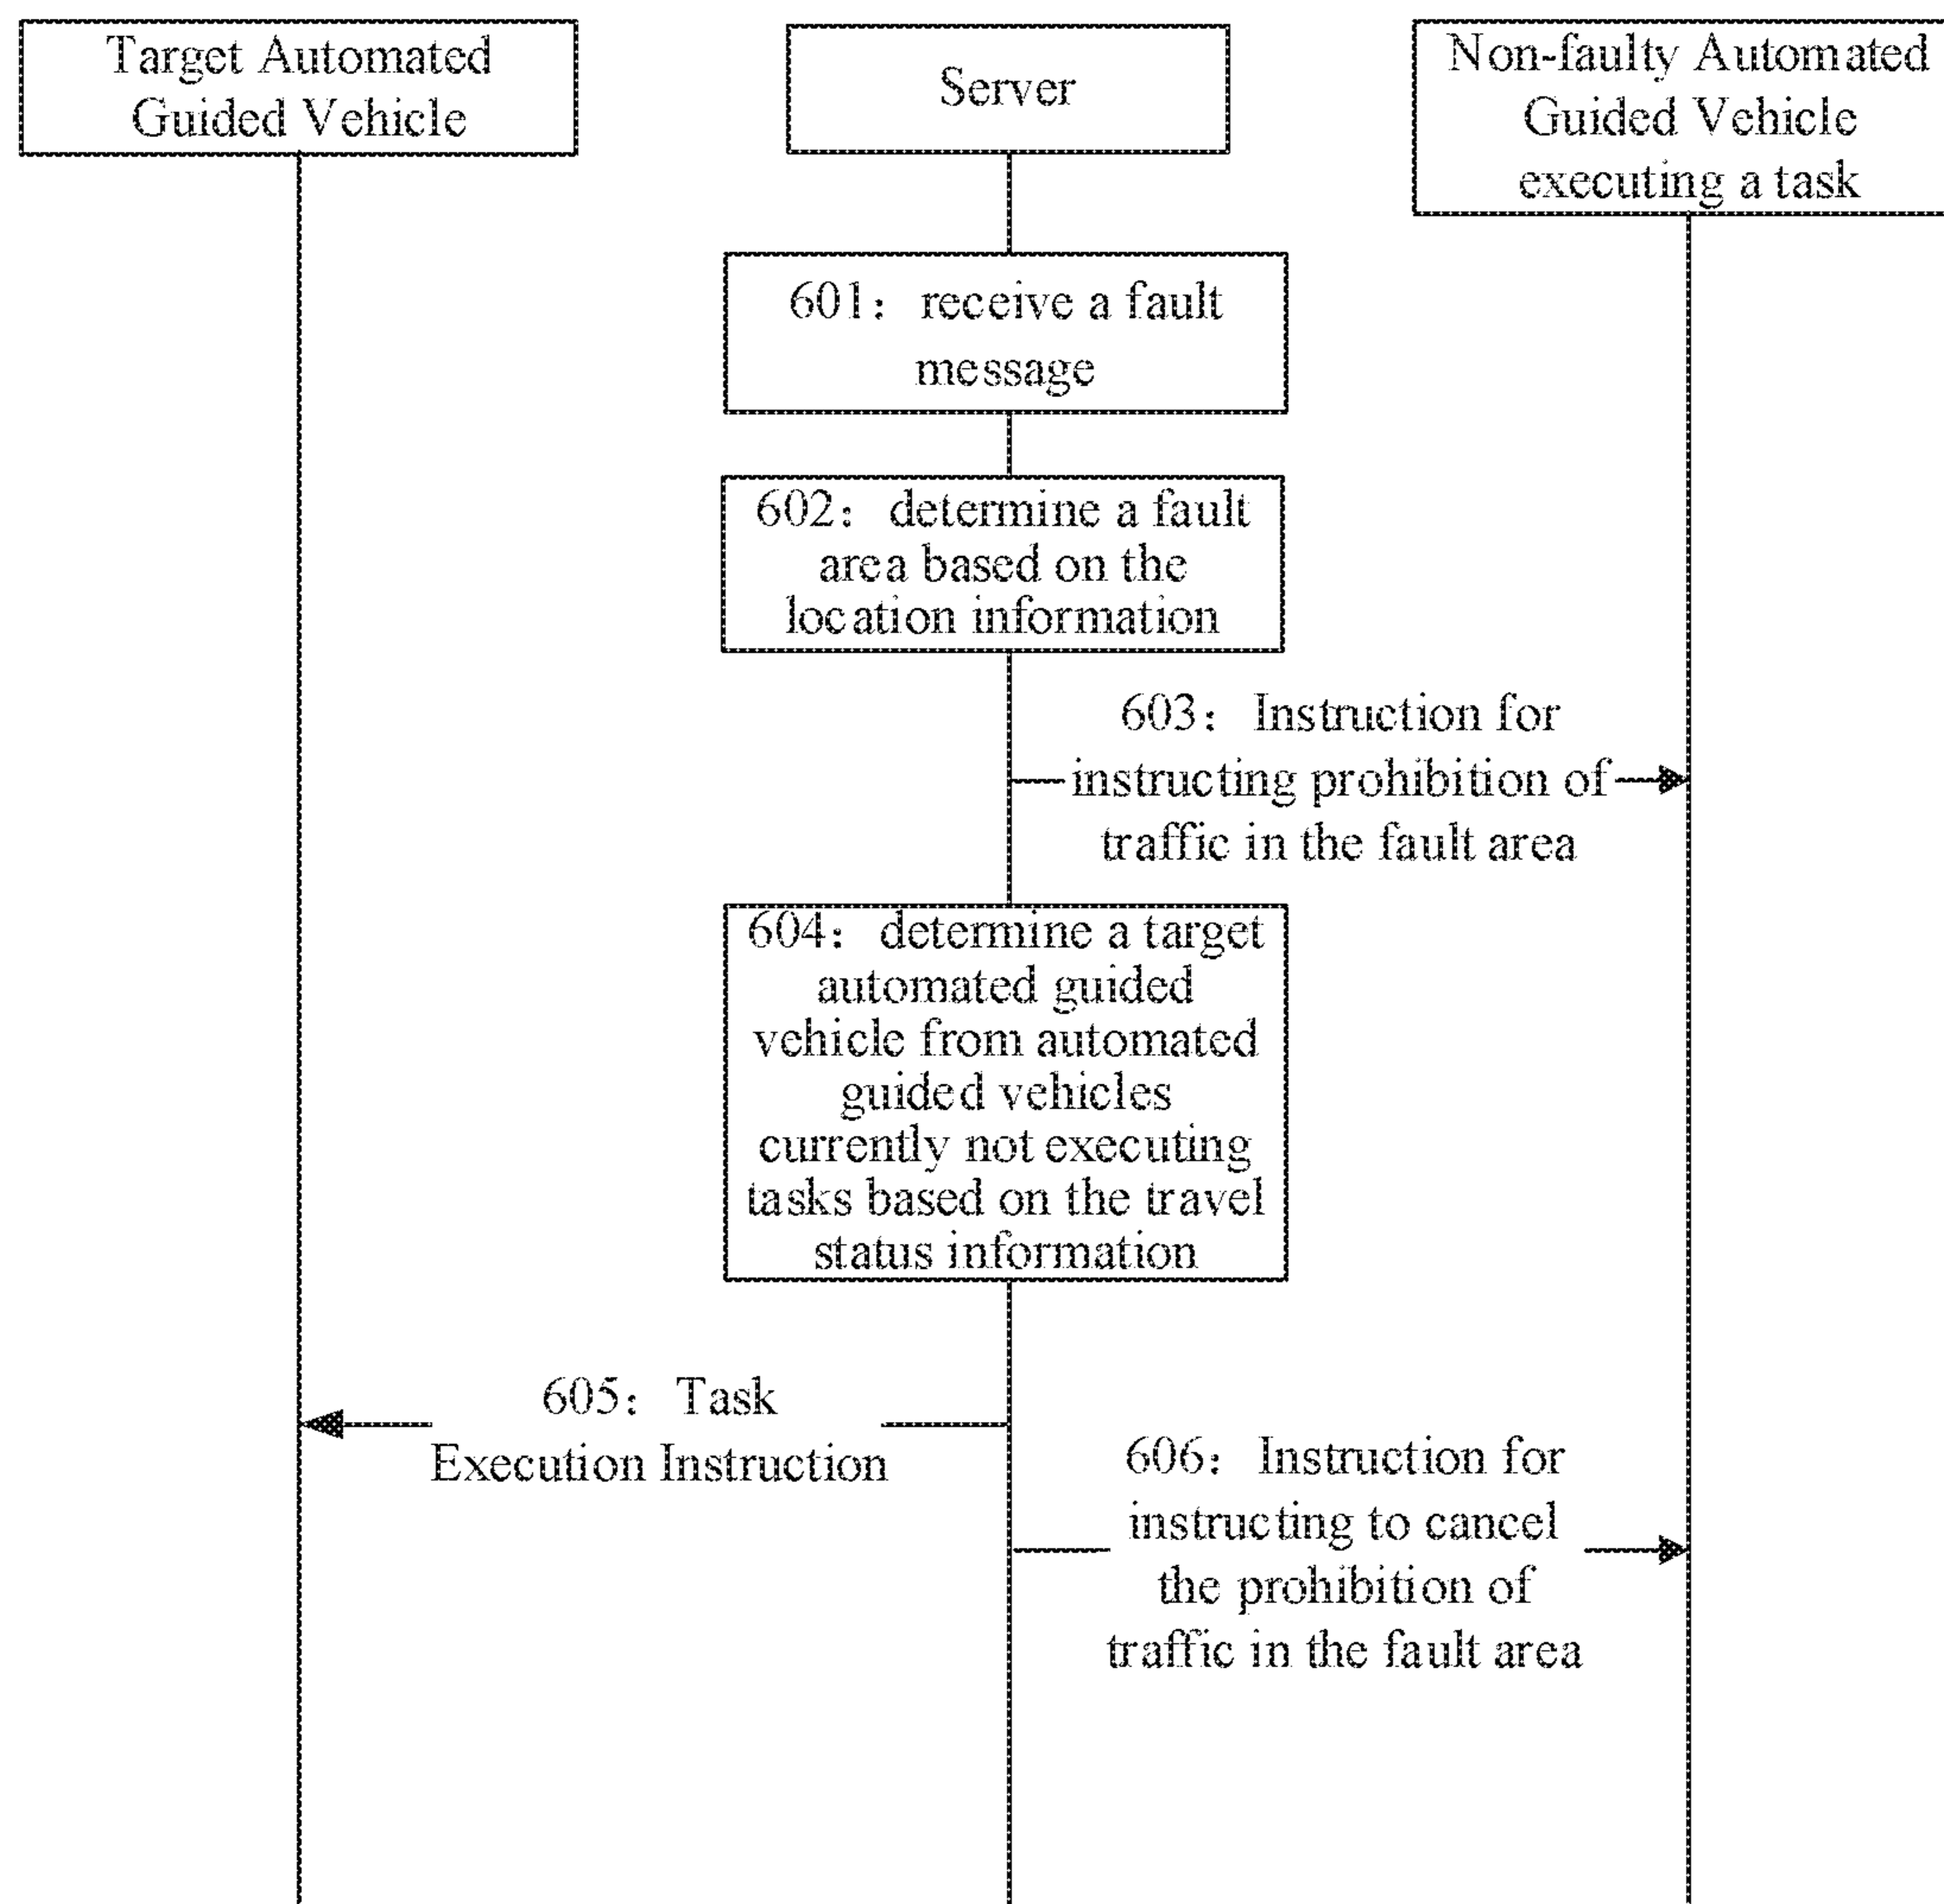 Target Automated
Guided Vehicle
Server
Non-faulty Automated
Guided Vehicle
executing a task
601: receive a fault
message
602: determine a fault
area based on the
location information
603: Instruction for
instructing prohibition of
traffic in the fault area
604: determine a target
automated guided
vehicle from automated
guided vehicles
currently not executing
tasks based on the travel
status information
605: Task
Execution Instruction
606: Instruction for
instructing to cancel
the prohibition of
traffic in the fault area